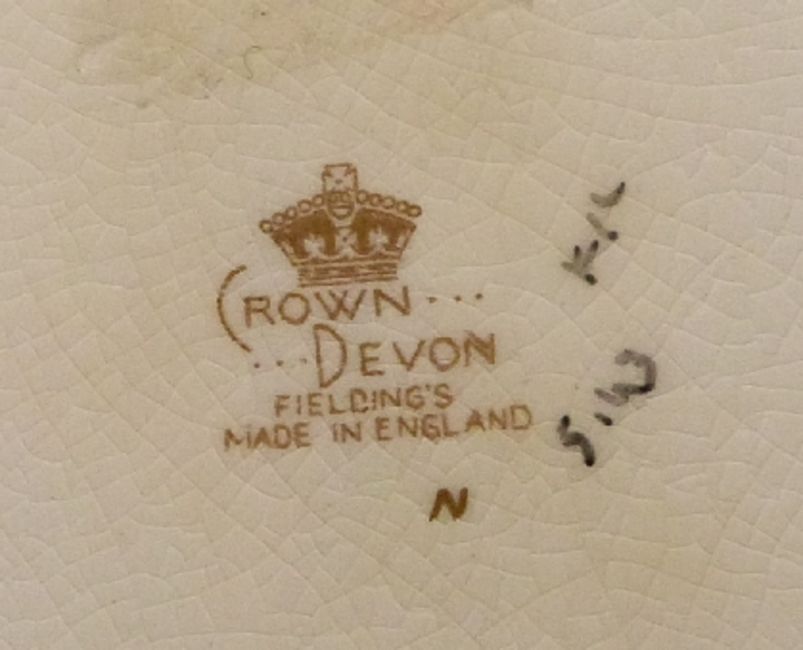 CROWN...
...DEVON
FIELDING'S
MADE IN ENGLAND
N